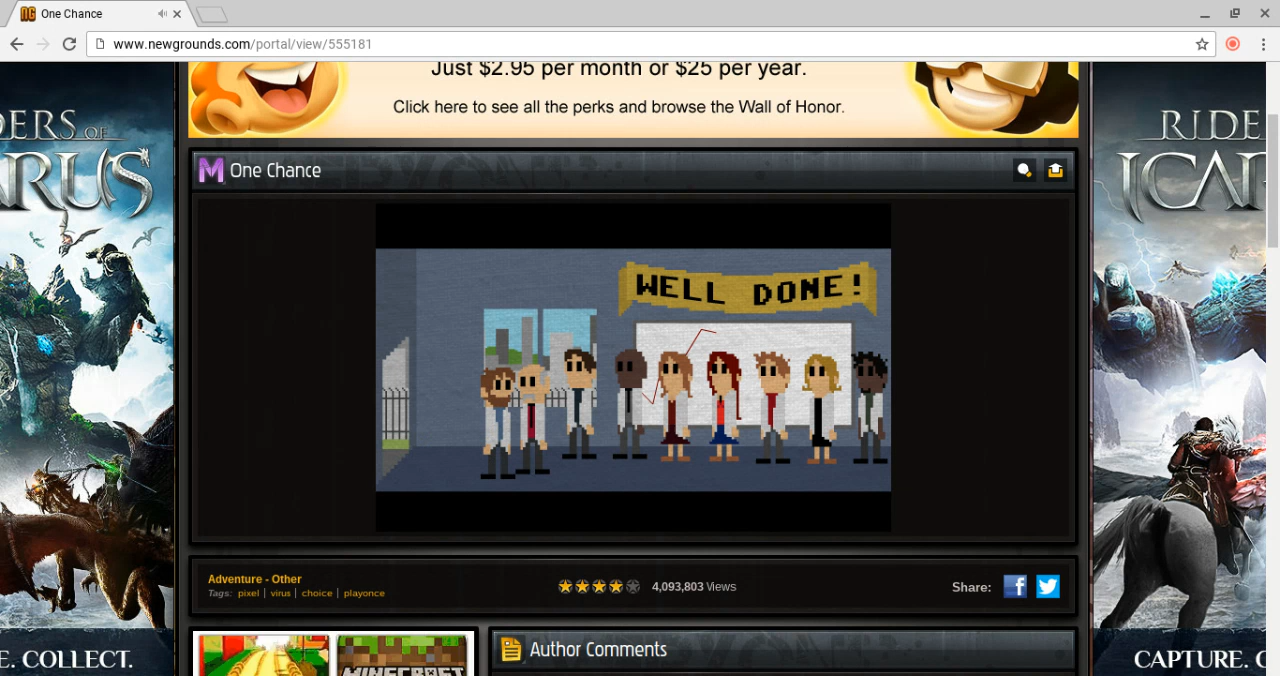 One Chance
www.newgrounds.com/portal/view/555181
Just $2.95 per month or $25 per year.
Click here to see all the perks and browse the Wall of Honor.
DERS OF
ARUS
RIDE
ICA
M One Chance
WELL DONE!
Adventure - Other
Tags: pixel | virus | choice | playonce
4,093,803 Views
Share:
Author Comments
MINECRAFT
E. COLLECT.
CAPTURE. C